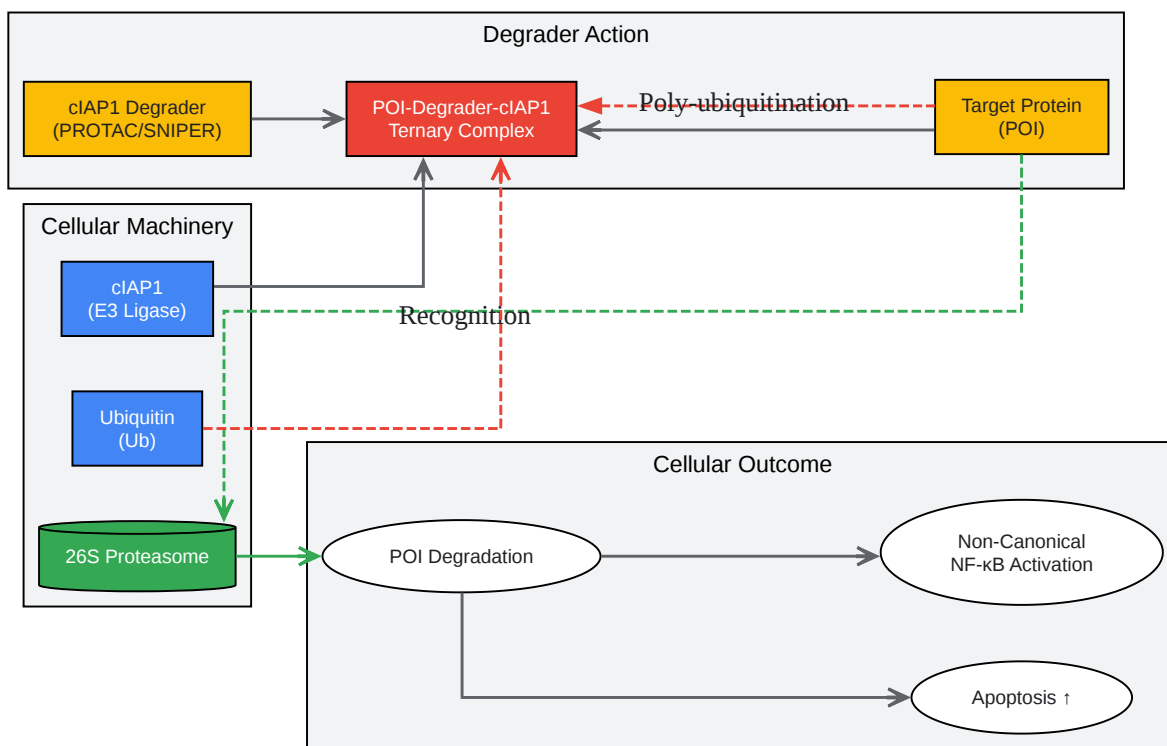 Degrader Action
cIAP1 Degrader
(PROTAC/SNIPER)
POI-Degrader-cIAP1
Ternary Complex
Poly-ubiquitination
Target Protein
(POI)
Cellular Machinery
cIAP1
(E3 Ligase)
Recognition
Ubiquitin
(Ub)
26S Proteasome
Cellular Outcome
POI Degradation
Non-Canonical
NF-κB Activation
Apoptosis ↑